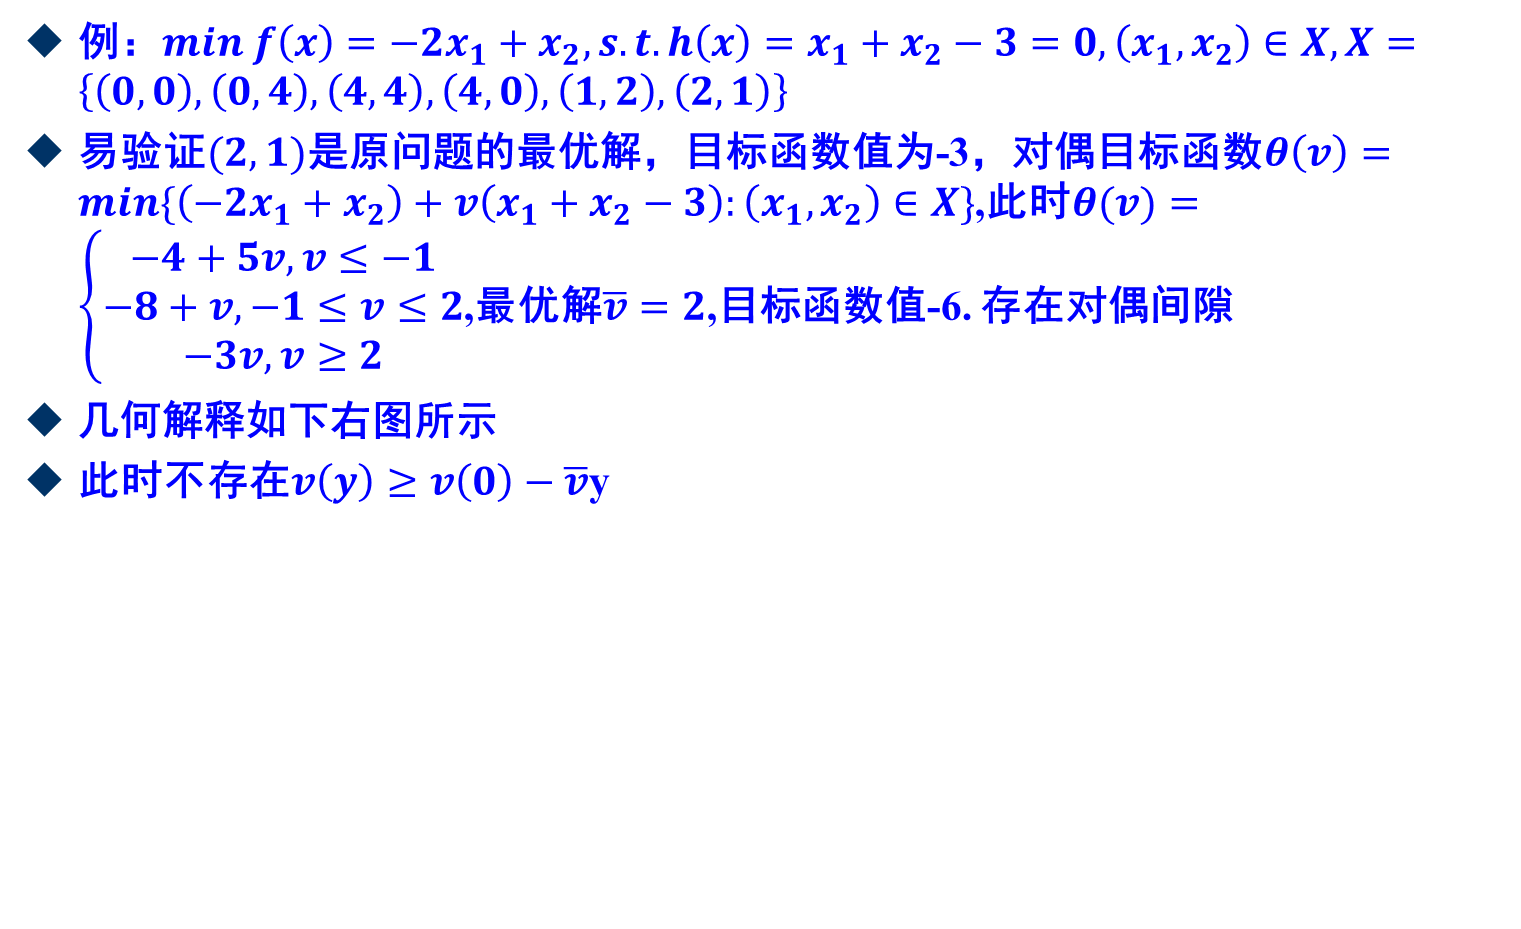 ◆ 例：min f(x) = −2x₁ + x₂, s.t. h(x) = x₁ + x₂ − 3 = 0, (x₁, x₂) ∈ X, X =
{(0, 0), (0, 4), (4, 4), (4, 0), (1, 2), (2, 1)}
◆ 易验证(2, 1)是原问题的最优解，目标函数值为-3，对偶目标函数θ(v) =
min{(−2x₁ + x₂) + v(x₁ + x₂ − 3): (x₁, x₂) ∈ X},此时θ(v) =
−4 + 5v, v ≤ −1
{ −8 + v, −1 ≤ v ≤ 2,最优解v̅ = 2,目标函数值-6. 存在对偶间隙
−3v, v ≥ 2
◆ 几何解释如下右图所示
◆ 此时不存在v(y) ≥ v(0) − v̅y